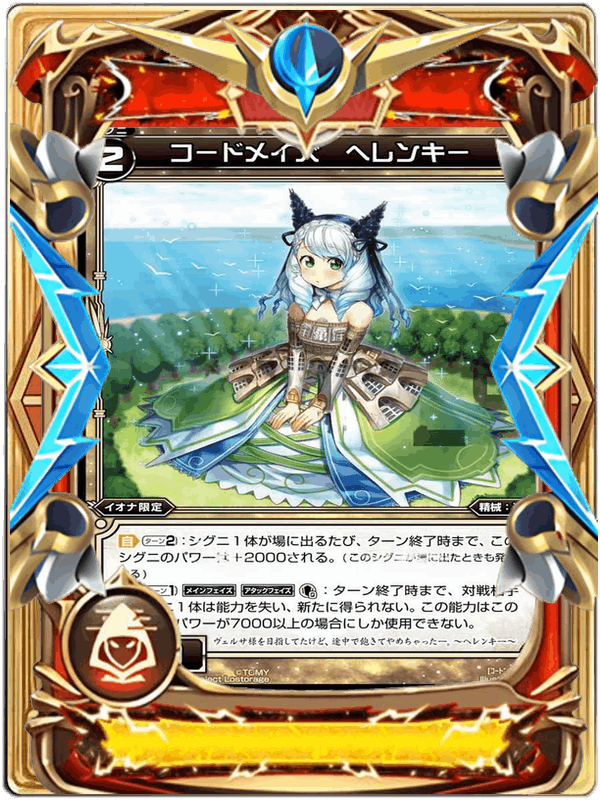 2 コードメイズ ヘレンキー
イオナ限定
精械:
自 ターン2:シグニ1体が場に出るたび、ターン終了時まで、この
シグニのパワーは+2000される。(このシグニが場に出たときも発
る)
1 メインフェイズ アタックフェイズ :ターン終了時まで、対戦相手
1体は能力を失い、新たに得られない。この能力はこの
パワーが7000以上の場合にしか使用できない。
ヴェルサ様を目指してたけど、途中で飽きてやめちゃったー。~ヘレンキー~
©TCMY
ject Lostorage